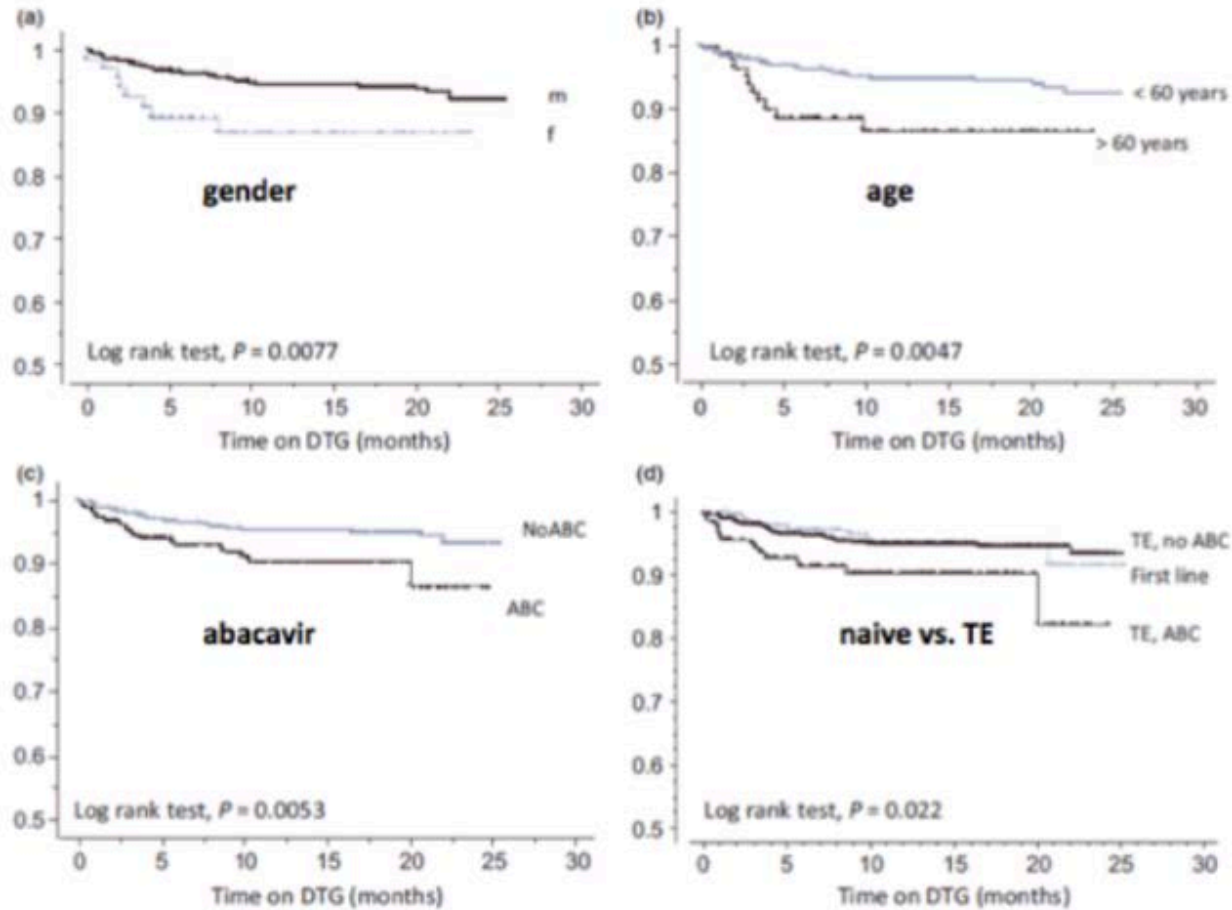 (a)
1
0.9
0.8
0.7
0.6
0.5
m
f
gender
Log rank test, P = 0.0077
0 5 10 15 20 25 30
Time on DTG (months)
(b)
1
0.9
0.8
0.7
0.6
0.5
< 60 years
> 60 years
age
Log rank test, P = 0.0047
0 5 10 15 20 25 30
Time on DTG (months)
(c)
1
0.9
0.8
0.7
0.6
0.5
NoABC
ABC
abacavir
Log rank test, P = 0.0053
0 5 10 15 20 25 30
Time on DTG (months)
(d)
1
0.9
0.8
0.7
0.6
0.5
TE, no ABC
First line
TE, ABC
naive vs. TE
Log rank test, P = 0.022
0 5 10 15 20 25 30
Time on DTG (months)